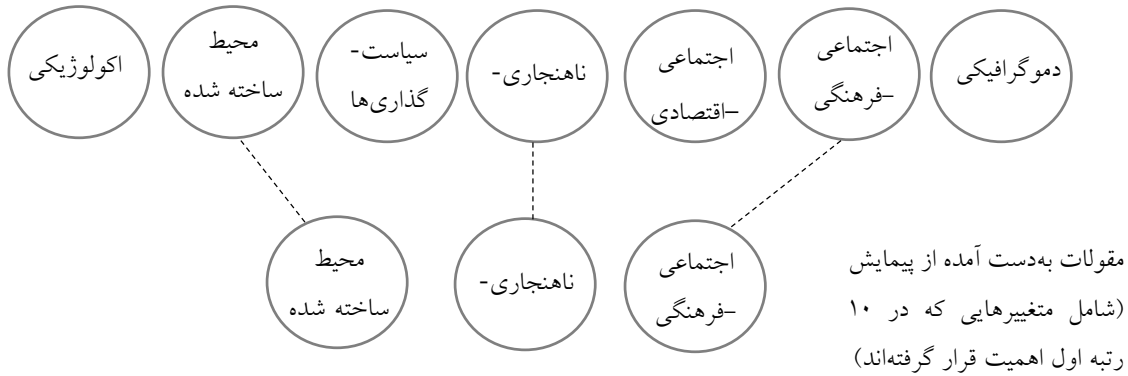 دموگرافیکی
اجتماعی
–فرهنگی
اجتماعی
–اقتصادی
ناهنجاری-
سیاست-
گذاری‌ها
محیط
ساخته شده
اکولوژیکی
اجتماعی
–فرهنگی
ناهنجاری-
محیط
ساخته شده
مقولات به‌دست آمده از پیمایش
(شامل متغییرهایی که در ۱۰
رتبه اول اهمیت قرار گرفته‌اند)